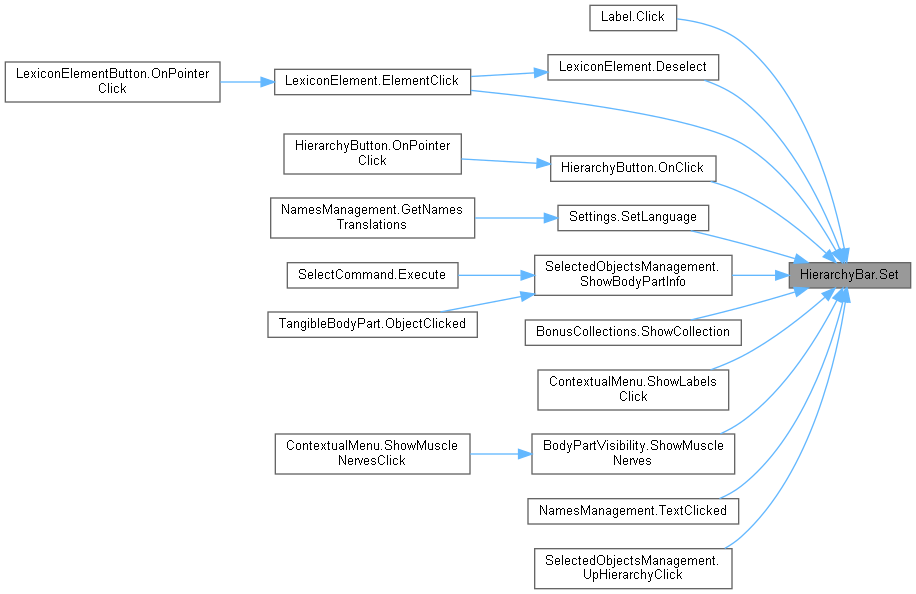 Label.Click
LexiconElement.Deselect
LexiconElementButton.OnPointer
Click
LexiconElement.ElementClick
HierarchyButton.OnPointer
Click
HierarchyButton.OnClick
NamesManagement.GetNames
Translations
Settings.SetLanguage
SelectCommand.Execute
SelectedObjectsManagement.
ShowBodyPartInfo
HierarchyBar.Set
TangibleBodyPart.ObjectClicked
BonusCollections.ShowCollection
ContextualMenu.ShowLabels
Click
ContextualMenu.ShowMuscle
NervesClick
BodyPartVisibility.ShowMuscle
Nerves
NamesManagement.TextClicked
SelectedObjectsManagement.
UpHierarchyClick